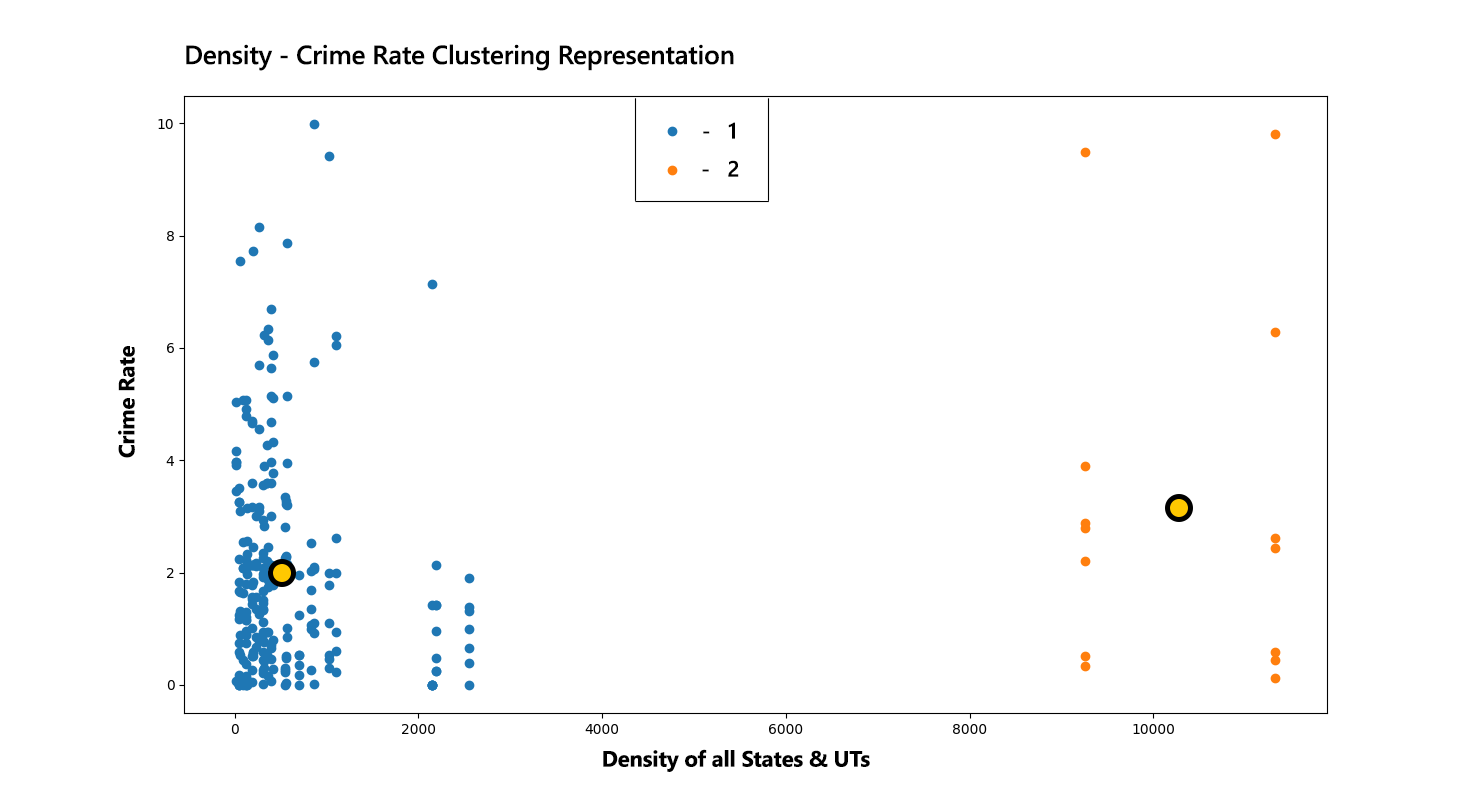 Density - Crime Rate Clustering Representation
- 1
- 2
10
8
6
4
2
0
Crime Rate
0 2000 4000 6000 8000 10000
Density of all States & UTs